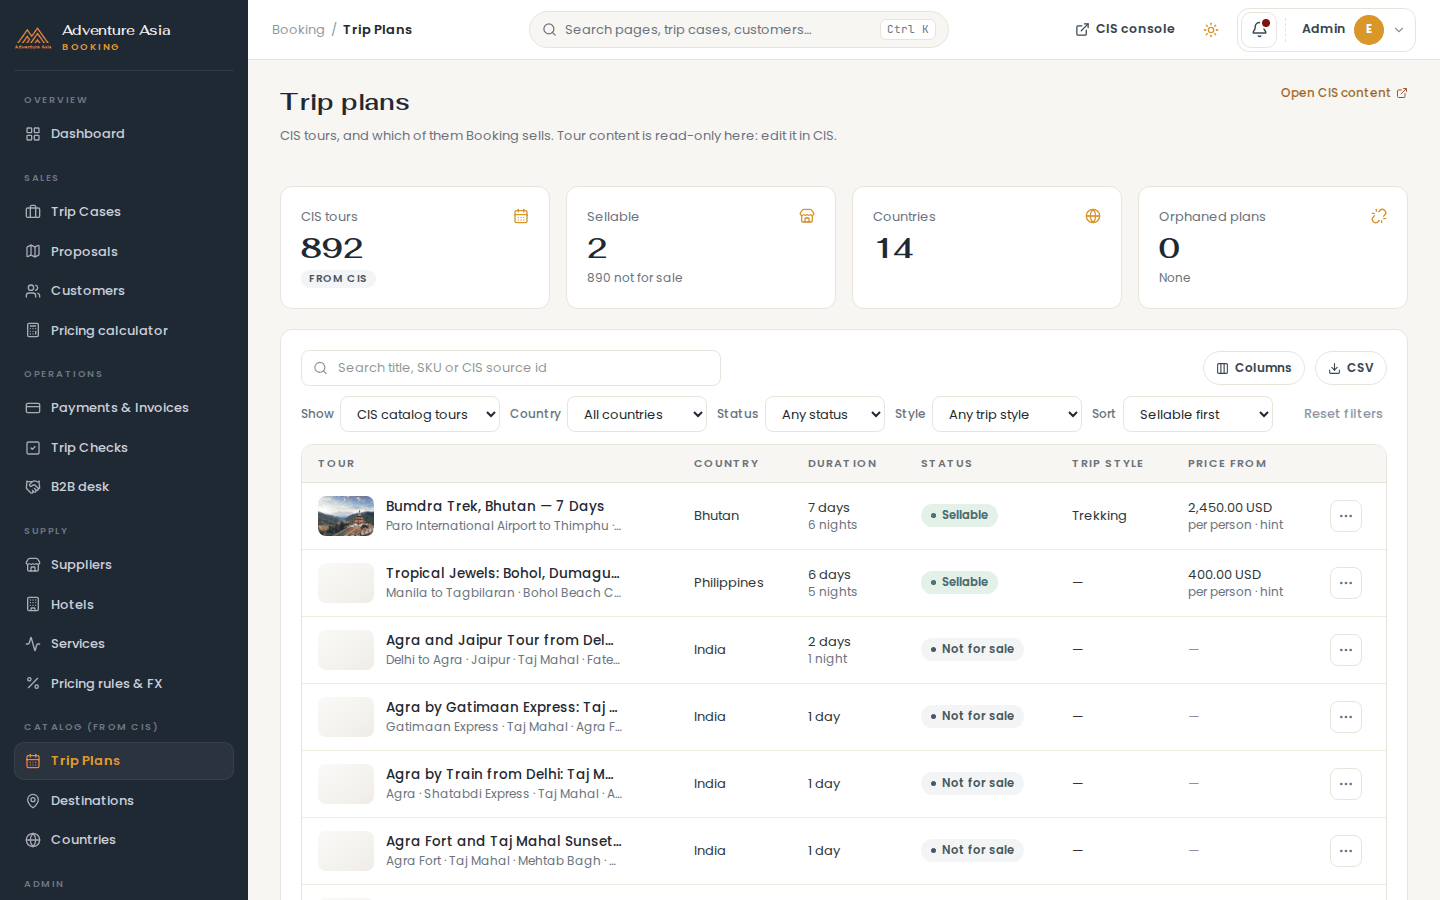 Adventure Asia
BOOKING
Adventure Asia
OVERVIEW
Dashboard
SALES
Trip Cases
Proposals
Customers
Pricing calculator
OPERATIONS
Payments & Invoices
Trip Checks
B2B desk
SUPPLY
Suppliers
Hotels
Services
Pricing rules & FX
CATALOG (FROM CIS)
Trip Plans
Destinations
Countries
ADMIN
Booking / Trip Plans
Search pages, trip cases, customers…
Ctrl K
CIS console
Admin
E
Trip plans
Open CIS content
CIS tours, and which of them Booking sells. Tour content is read-only here: edit it in CIS.
CIS tours
892
FROM CIS
Sellable
2
890 not for sale
Countries
14
Orphaned plans
0
None
Search title, SKU or CIS source id
Columns
CSV
Show CIS catalog tours Country All countries Status Any status Style Any trip style Sort Sellable first Reset filters
TOUR COUNTRY DURATION STATUS TRIP STYLE PRICE FROM
Bumdra Trek, Bhutan — 7 Days
Paro International Airport to Thimphu ·…
Bhutan
7 days
6 nights
Sellable
Trekking
2,450.00 USD
per person · hint
Tropical Jewels: Bohol, Dumagu…
Manila to Tagbilaran · Bohol Beach C…
Philippines
6 days
5 nights
Sellable
—
400.00 USD
per person · hint
Agra and Jaipur Tour from Del…
Delhi to Agra · Jaipur · Taj Mahal · Fate…
India
2 days
1 night
Not for sale
—
—
Agra by Gatimaan Express: Taj …
Gatimaan Express · Taj Mahal · Agra F…
India
1 day
Not for sale
—
—
Agra by Train from Delhi: Taj M…
Agra · Shatabdi Express · Taj Mahal · A…
India
1 day
Not for sale
—
—
Agra Fort and Taj Mahal Sunset…
Agra Fort · Taj Mahal · Mehtab Bagh · …
India
1 day
Not for sale
—
—